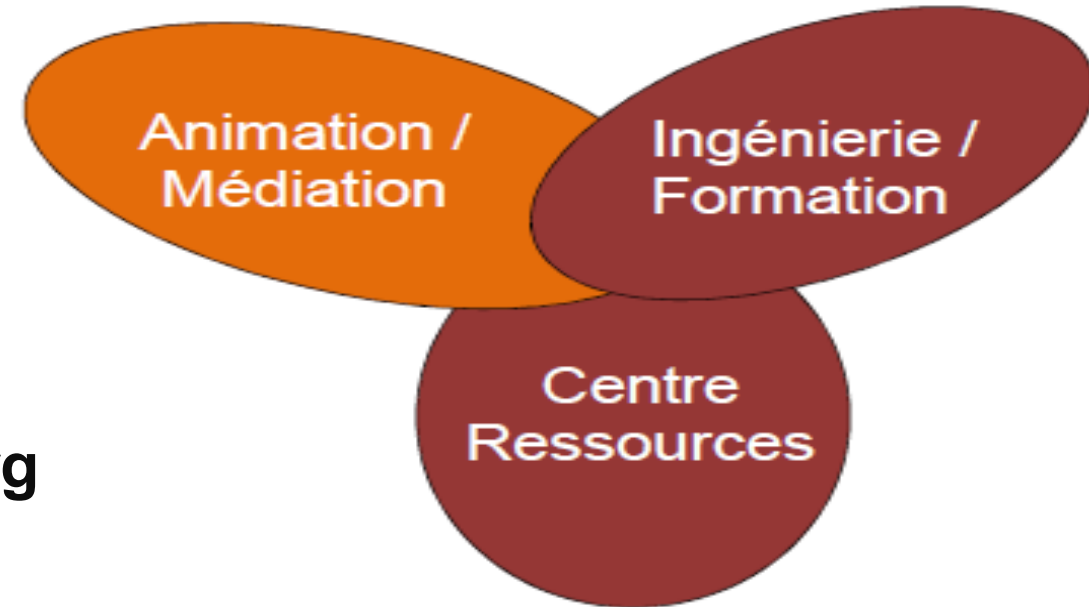 Animation /
Médiation
Ingénierie /
Formation
Centre
Ressources
g